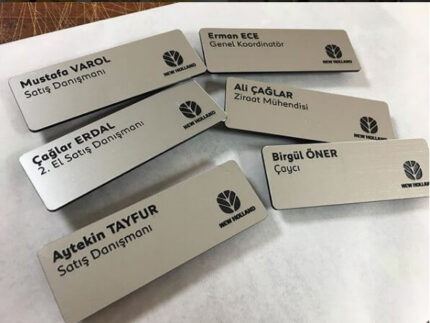 Mustafa VAROL
Satış Danışmanı
NEW HOLLAND
Erman ECE
Genel Koordinatör
NEW HOLLAND
Çağlar ERDAL
2. El Satış Danışmanı
NEW HOLLAND
Ali ÇAĞLAR
Ziraat Mühendisi
NEW HOLLAND
Aytekin TAYFUR
Satış Danışmanı
NEW HOLLAND
Birgül ÖNER
Çaycı
NEW HOLLAND